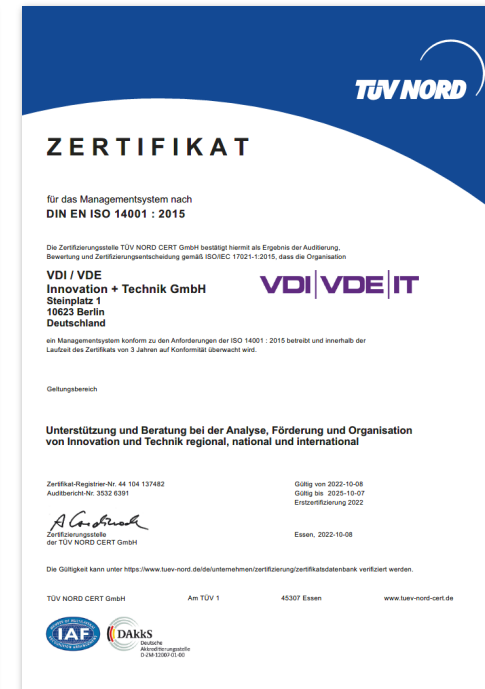 TÜV NORD
ZERTIFIKAT
für das Managementsystem nach
DIN EN ISO 14001 : 2015
Die Zertifizierungsstelle TÜV NORD CERT GmbH bestätigt hiermit als Ergebnis der Auditierung,
Bewertung und Zertifizierungsentscheidung gemäß ISO/IEC 17021-1:2015, dass die Organisation
VDI / VDE
Innovation + Technik GmbH
Steinplatz 1
10623 Berlin
Deutschland
VDI|VDE|IT
ein Managementsystem konform zu den Anforderungen der ISO 14001 : 2015 betreibt und innerhalb der
Laufzeit des Zertifikats von 3 Jahren auf Konformität überwacht wird.
Geltungsbereich
Unterstützung und Beratung bei der Analyse, Förderung und Organisation
von Innovation und Technik regional, national und international
Zertifikat-Registrier-Nr. 44 104 137482
Auditbericht-Nr. 3532 6391
Gültig von 2022-10-08
Gültig bis 2025-10-07
Erstzertifizierung 2022
Zertifizierungsstelle
der TÜV NORD CERT GmbH
Essen, 2022-10-08
Die Gültigkeit kann unter https://www.tuev-nord.de/de/unternehmen/zertifizierung/zertifikatsdatenbank verifiziert werden.
TÜV NORD CERT GmbH Am TÜV 1 45307 Essen www.tuev-nord-cert.de
IAF
DAkkS
Deutsche
Akkreditierungsstelle
D-ZM-12007-01-00